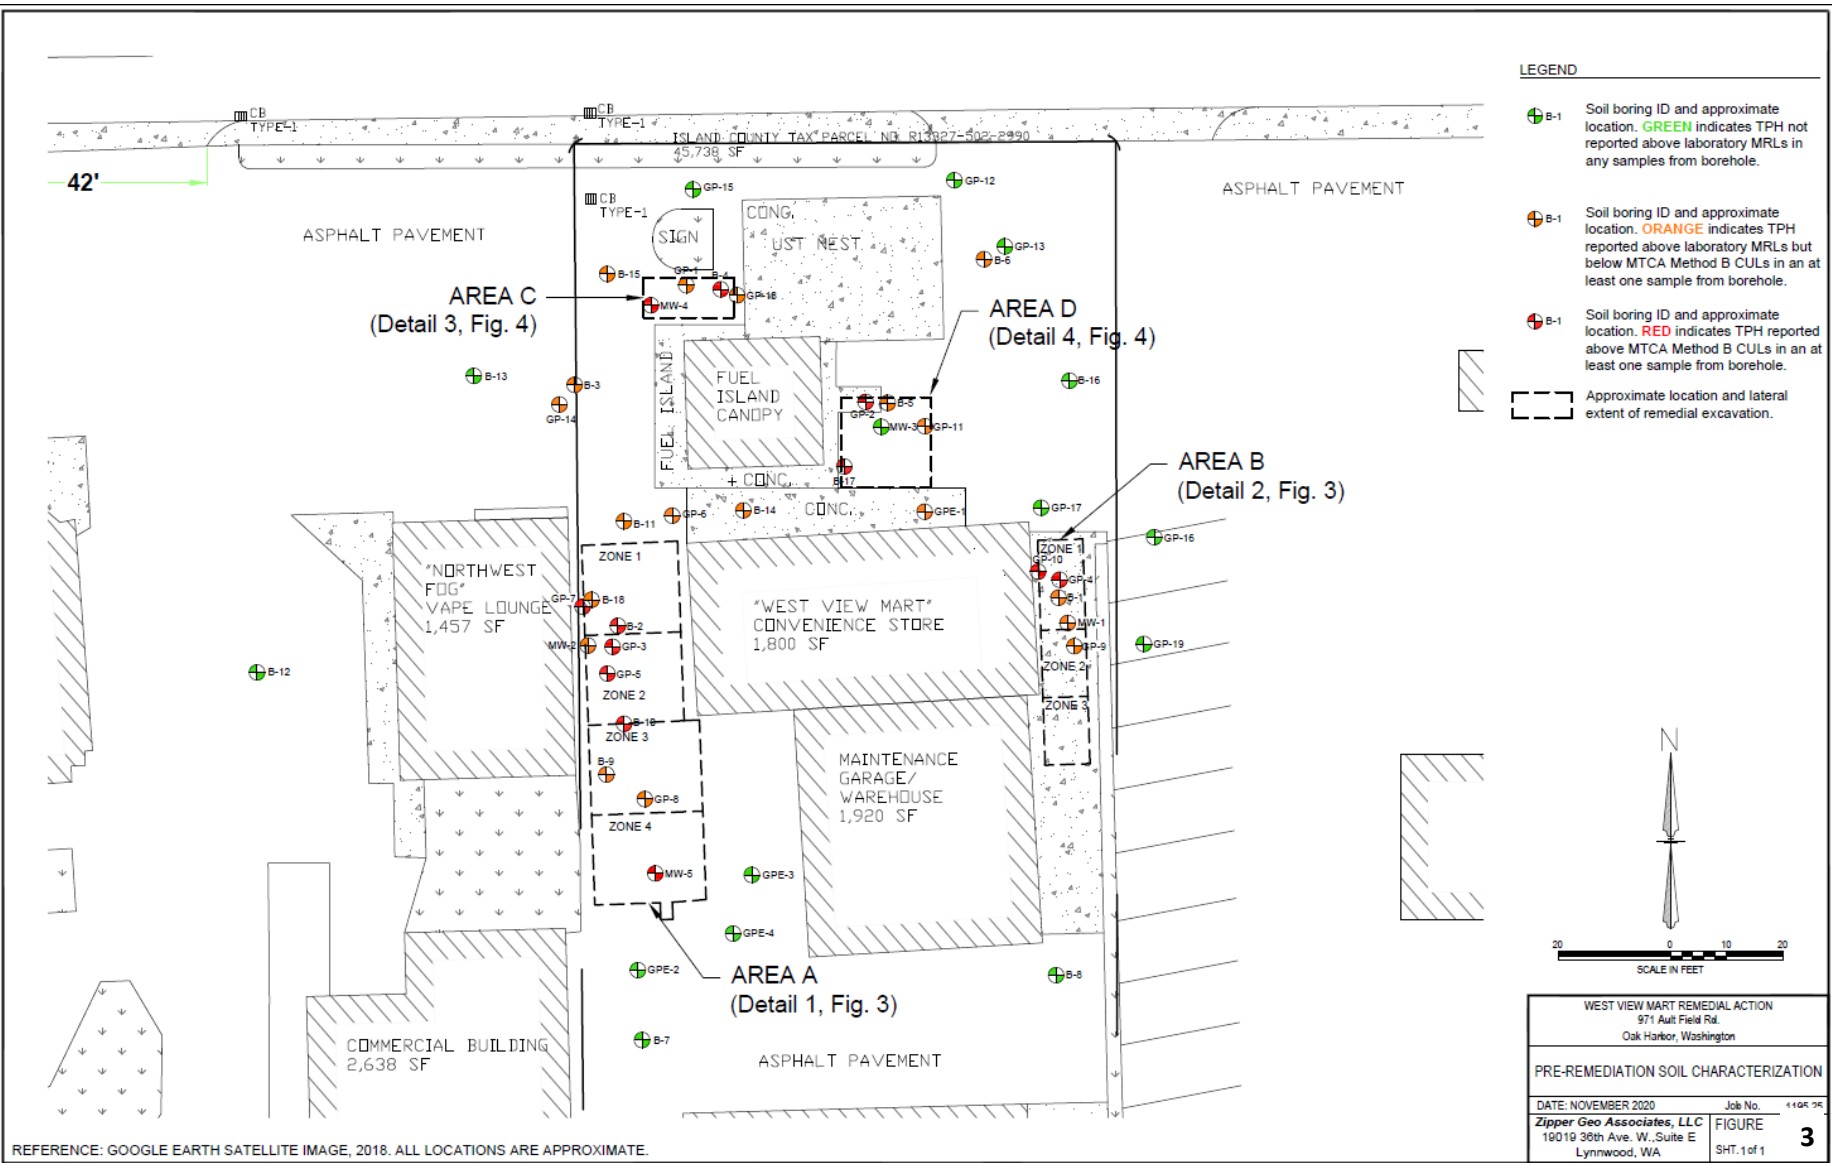 CB
TYPE-1
CB
TYPE-1
ISLAND COUNTY TAX PARCEL NO. R13327-502-2990
45,738 SF
42'
ASPHALT PAVEMENT
CB
TYPE-1
GP-15
GP-12
ASPHALT PAVEMENT
SIGN
CONC.
UST NEST
GP-13
B-6
B-15
GP-1
B-4
GP-18
MW-4
AREA C
(Detail 3, Fig. 4)
AREA D
(Detail 4, Fig. 4)
B-13
B-3
GP-14
FUEL ISLAND
FUEL
ISLAND
CANOPY
B-16
GP-2
B-5
MW-3
GP-11
B-17
+ CONC.
AREA B
(Detail 2, Fig. 3)
B-11
GP-6
B-14
CONC.
GPE-1
GP-17
GP-16
"NORTHWEST
FOG"
VAPE LOUNGE
1,457 SF
ZONE 1
GP-7
B-18
B-2
MW-2
GP-3
GP-5
ZONE 2
B-10
ZONE 3
B-9
GP-8
ZONE 4
MW-5
"WEST VIEW MART"
CONVENIENCE STORE
1,800 SF
ZONE 1
GP-10
GP-4
B-1
MW-1
GP-9
ZONE 2
ZONE 3
GP-19
B-12
MAINTENANCE
GARAGE/
WAREHOUSE
1,920 SF
GPE-3
GPE-4
GPE-2
AREA A
(Detail 1, Fig. 3)
B-8
B-7
COMMERCIAL BUILDING
2,638 SF
ASPHALT PAVEMENT
REFERENCE: GOOGLE EARTH SATELLITE IMAGE, 2018. ALL LOCATIONS ARE APPROXIMATE.
LEGEND
B-1
Soil boring ID and approximate
location. GREEN indicates TPH not
reported above laboratory MRLs in
any samples from borehole.
B-1
Soil boring ID and approximate
location. ORANGE indicates TPH
reported above laboratory MRLs but
below MTCA Method B CULs in an at
least one sample from borehole.
B-1
Soil boring ID and approximate
location. RED indicates TPH reported
above MTCA Method B CULs in an at
least one sample from borehole.
Approximate location and lateral
extent of remedial excavation.
N
20 0 10 20
SCALE IN FEET
WEST VIEW MART REMEDIAL ACTION
971 Ault Field Rd.
Oak Harbor, Washington
PRE-REMEDIATION SOIL CHARACTERIZATION
DATE: NOVEMBER 2020
Job No.
Zipper Geo Associates, LLC
19019 36th Ave. W.,Suite E
Lynnwood, WA
FIGURE
3
SHT. 1 of 1